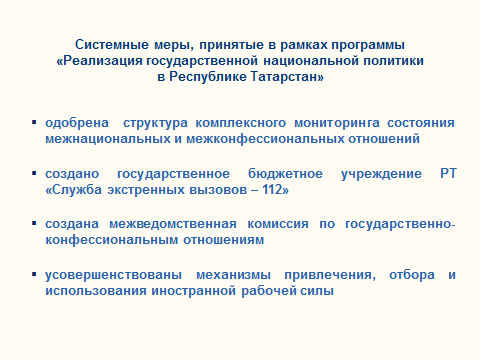 Системные меры, принятые в рамках программы
«Реализация государственной национальной политики
в Республике Татарстан»
▪ одобрена структура комплексного мониторинга состояния
межнациональных и межконфессиональных отношений
▪ создано государственное бюджетное учреждение РТ
«Служба экстренных вызовов – 112»
▪ создана межведомственная комиссия по государственно-
конфессиональным отношениям
▪ усовершенствованы механизмы привлечения, отбора и
использования иностранной рабочей силы